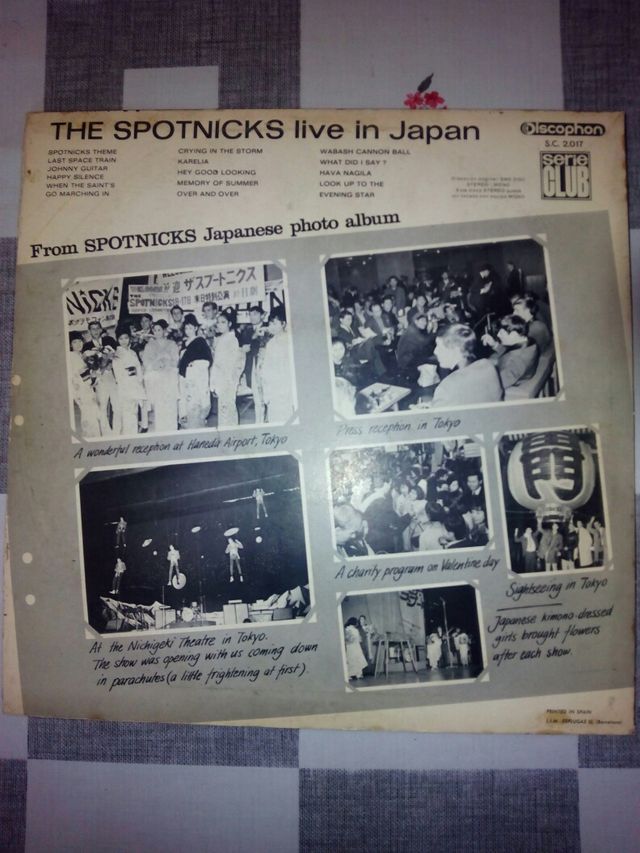 THE SPOTNICKS live in Japan
Discophon
S.C. 2.017
serie
CLUB
SPOTNICKS THEME
LAST SPACE TRAIN
JOHNNY GUITAR
HAPPY SILENCE
WHEN THE SAINT'S
GO MARCHING IN
CRYING IN THE STORM
KARELIA
HEY GOOD LOOKING
MEMORY OF SUMMER
OVER AND OVER
WABASH CANNON BALL
WHAT DID I SAY ?
HAVA NAGILA
LOOK UP TO THE
EVENING STAR
STEREO MONO
From SPOTNICKS Japanese photo album
NICKS
迎 ザスプートニクス
THE SPOTNICKS
A wonderful reception at Haneda Airport, Tokyo
Press reception in Tokyo
At the Nichigeki Theatre in Tokyo.
The show was opening with us coming down
in parachutes (a little frightening at first).
A charity program on Valentine day
Sightseeing in Tokyo
Japanese kimono-dressed
girls brought flowers
after each show.
PRINTED IN SPAIN